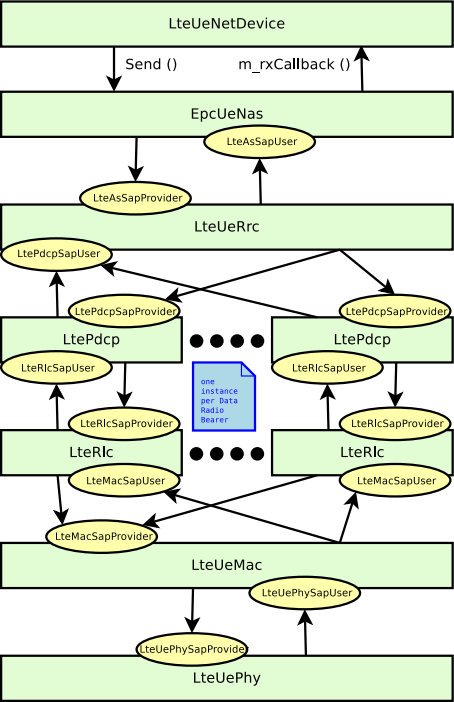 LteUeNetDevice
Send ()
m_rxCallback ()
EpcUeNas
LteAsSapUser
LteAsSapProvider
LteUeRrc
LtePdcpSapUser
LtePdcpSapProvider
LtePdcpSapProvider
LtePdcp
LtePdcp
LteRlcSapUser
LteRlcSapUser
one
instance
per Data
Radio
Bearer
LteRlcSapProvider
LteRlcSapProvider
LteRlc
LteRlc
LteMacSapUser
LteMacSapUser
LteMacSapProvider
LteUeMac
LteUePhySapUser
LteUePhySapProvider
LteUePhy